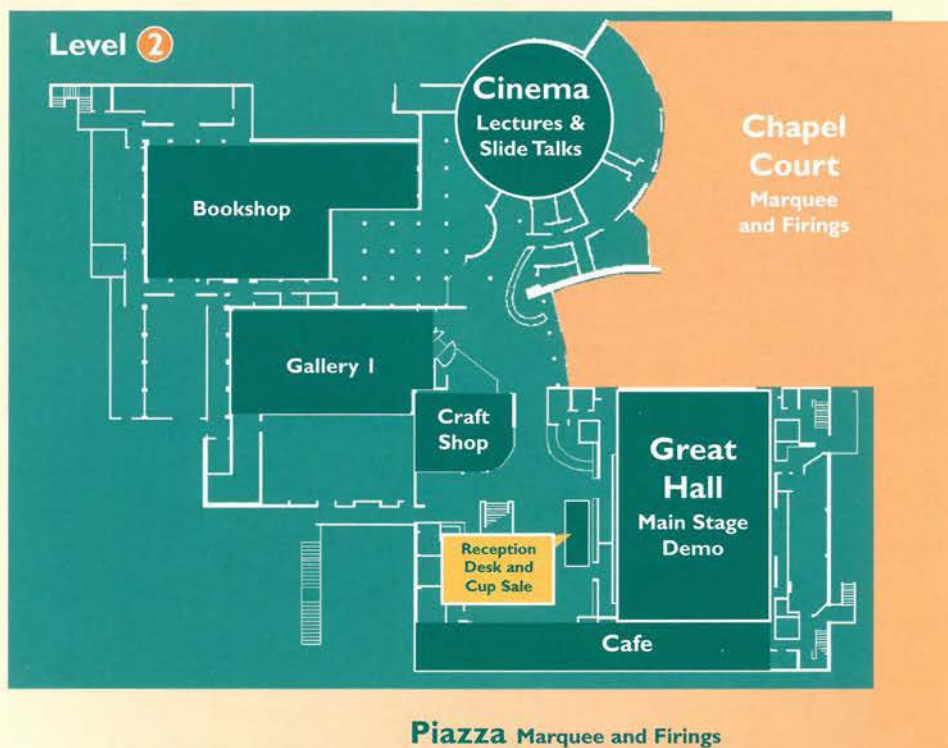 Level 2
Cinema
Lectures &
Slide Talks
Chapel
Court
Marquee
and Firings
Bookshop
Gallery 1
Craft
Shop
Great
Hall
Main Stage
Demo
Reception
Desk and
Cup Sale
Cafe
Piazza Marquee and Firings